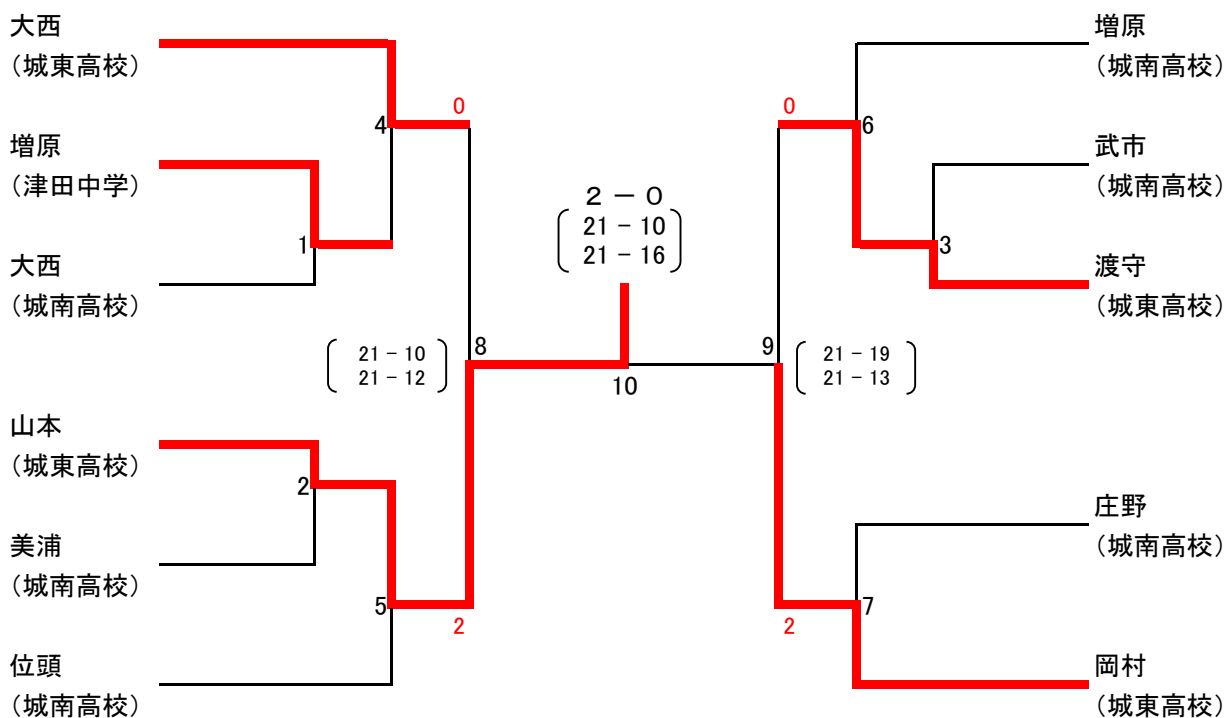 大西
(城東高校)
増原
(津田中学)
大西
(城南高校)
山本
(城東高校)
美浦
(城南高校)
位頭
(城南高校)
4
0
1
8
21 - 10
21 - 12
2
5
2
2 - 0
21 - 10
21 - 16
10
0
6
3
9
21 - 19
21 - 13
2
7
増原
(城南高校)
武市
(城南高校)
渡守
(城東高校)
庄野
(城南高校)
岡村
(城東高校)